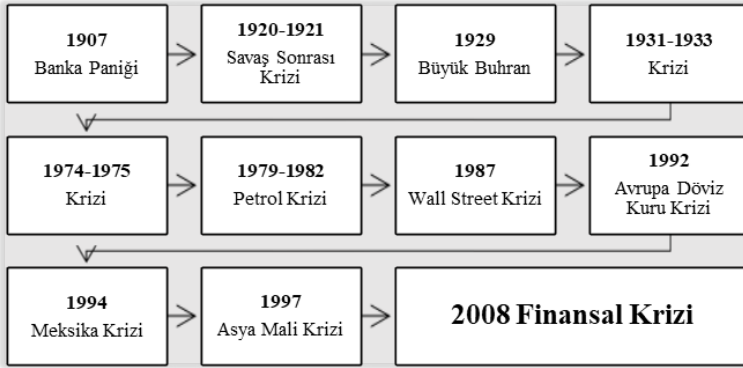 1907
Banka Paniği
1920-1921
Savaş Sonrası
Krizi
1929
Büyük Buhran
1931-1933
Krizi
1974-1975
Krizi
1979-1982
Petrol Krizi
1987
Wall Street Krizi
1992
Avrupa Döviz
Kuru Krizi
1994
Meksika Krizi
1997
Asya Mali Krizi
2008 Finansal Krizi